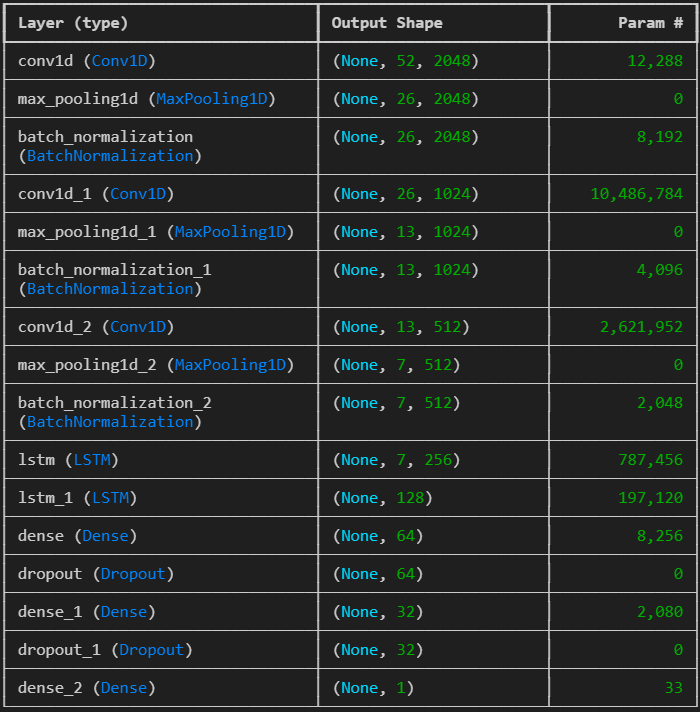 Layer (type) Output Shape Param #
conv1d (Conv1D) (None, 52, 2048) 12,288
max_pooling1d (MaxPooling1D) (None, 26, 2048) 0
batch_normalization (None, 26, 2048) 8,192
(BatchNormalization)
conv1d_1 (Conv1D) (None, 26, 1024) 10,486,784
max_pooling1d_1 (MaxPooling1D) (None, 13, 1024) 0
batch_normalization_1 (None, 13, 1024) 4,096
(BatchNormalization)
conv1d_2 (Conv1D) (None, 13, 512) 2,621,952
max_pooling1d_2 (MaxPooling1D) (None, 7, 512) 0
batch_normalization_2 (None, 7, 512) 2,048
(BatchNormalization)
lstm (LSTM) (None, 7, 256) 787,456
lstm_1 (LSTM) (None, 128) 197,120
dense (Dense) (None, 64) 8,256
dropout (Dropout) (None, 64) 0
dense_1 (Dense) (None, 32) 2,080
dropout_1 (Dropout) (None, 32) 0
dense_2 (Dense) (None, 1) 33